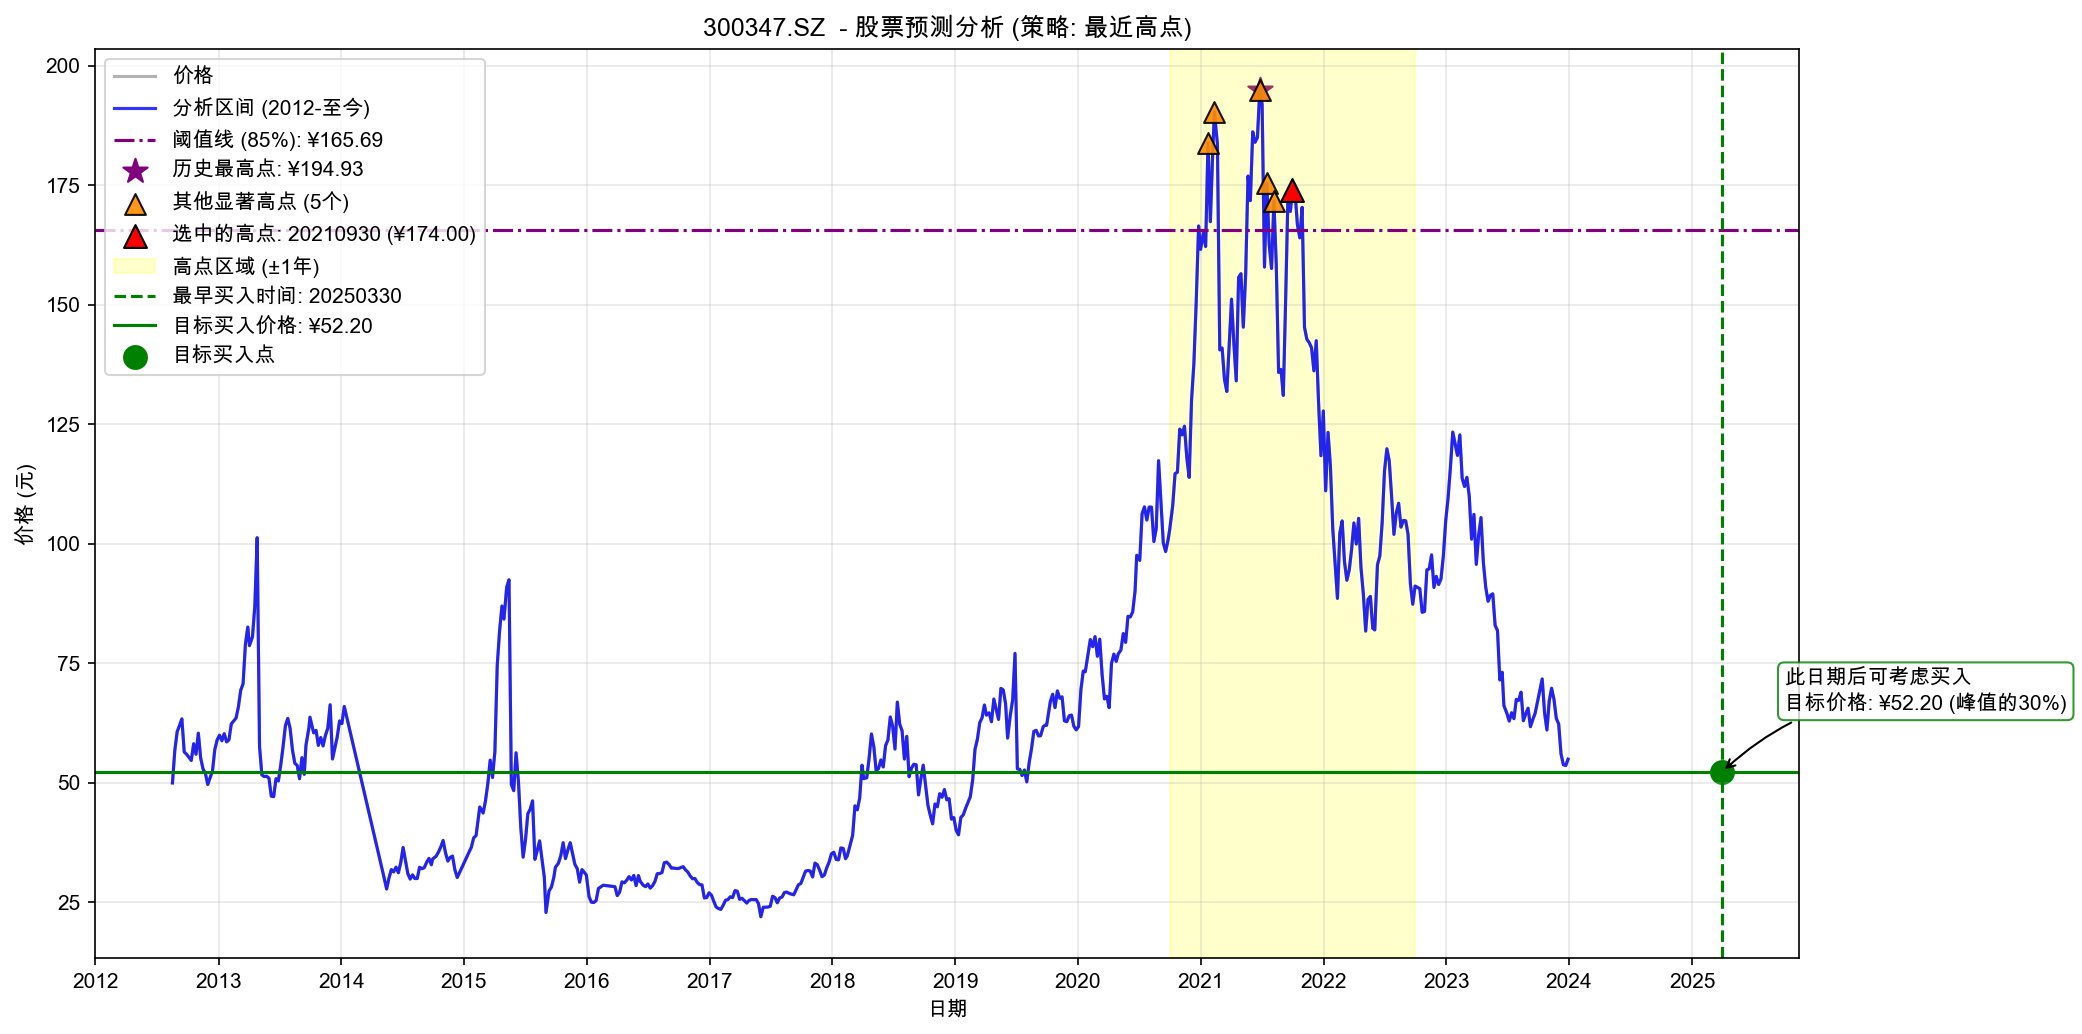 300347.SZ - 股票预测分析 (策略: 最近高点)
价格
分析区间 (2012-至今)
阈值线 (85%): ¥165.69
历史最高点: ¥194.93
其他显著高点 (5个)
选中的高点: 20210930 (¥174.00)
高点区域 (±1年)
最早买入时间: 20250330
目标买入价格: ¥52.20
目标买入点
价格 (元)
200
175
150
125
100
75
50
25
此日期后可考虑买入
目标价格: ¥52.20 (峰值的30%)
2012 2013 2014 2015 2016 2017 2018 2019 2020 2021 2022 2023 2024 2025
日期